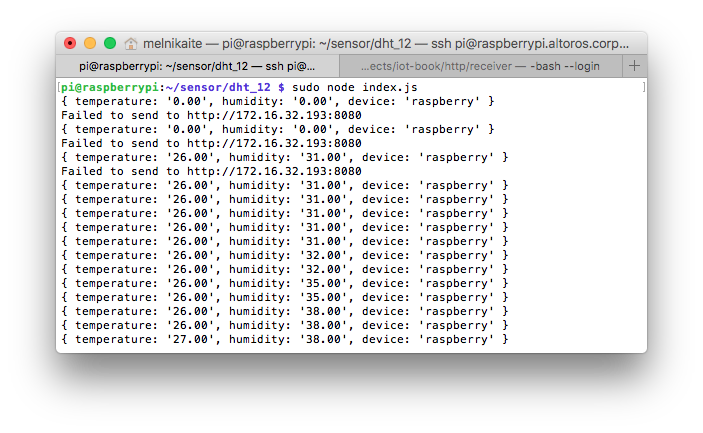 melnikaite — pi@raspberrypi: ~/sensor/dht_12 — ssh pi@raspberrypi.altoros.corp...
pi@raspberrypi: ~/sensor/dht_12 — ssh pi@... ...ects/iot-book/http/receiver — -bash --login +
[pi@raspberrypi:~/sensor/dht_12 $ sudo node index.js ]
{ temperature: '0.00', humidity: '0.00', device: 'raspberry' }
Failed to send to http://172.16.32.193:8080
{ temperature: '0.00', humidity: '0.00', device: 'raspberry' }
Failed to send to http://172.16.32.193:8080
{ temperature: '26.00', humidity: '31.00', device: 'raspberry' }
Failed to send to http://172.16.32.193:8080
{ temperature: '26.00', humidity: '31.00', device: 'raspberry' }
{ temperature: '26.00', humidity: '31.00', device: 'raspberry' }
{ temperature: '26.00', humidity: '31.00', device: 'raspberry' }
{ temperature: '26.00', humidity: '31.00', device: 'raspberry' }
{ temperature: '26.00', humidity: '31.00', device: 'raspberry' }
{ temperature: '26.00', humidity: '32.00', device: 'raspberry' }
{ temperature: '26.00', humidity: '32.00', device: 'raspberry' }
{ temperature: '26.00', humidity: '35.00', device: 'raspberry' }
{ temperature: '26.00', humidity: '35.00', device: 'raspberry' }
{ temperature: '26.00', humidity: '38.00', device: 'raspberry' }
{ temperature: '26.00', humidity: '38.00', device: 'raspberry' }
{ temperature: '27.00', humidity: '38.00', device: 'raspberry' }